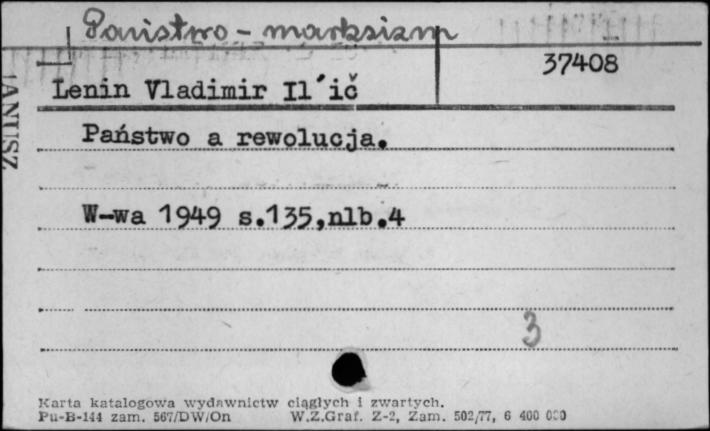 Państwo - marksizm
37408
Lenin Vladimir Il´ič
Państwo a rewolucja.
W-wa 1949 s.135,nlb.4
3
Karta katalogowa wydawnictw ciągłych i zwartych.
Pu-B-144 zam. 567/DW/On W.Z.Graf. Z-2, Zam. 502/77, 6 400 000
JANUSZ